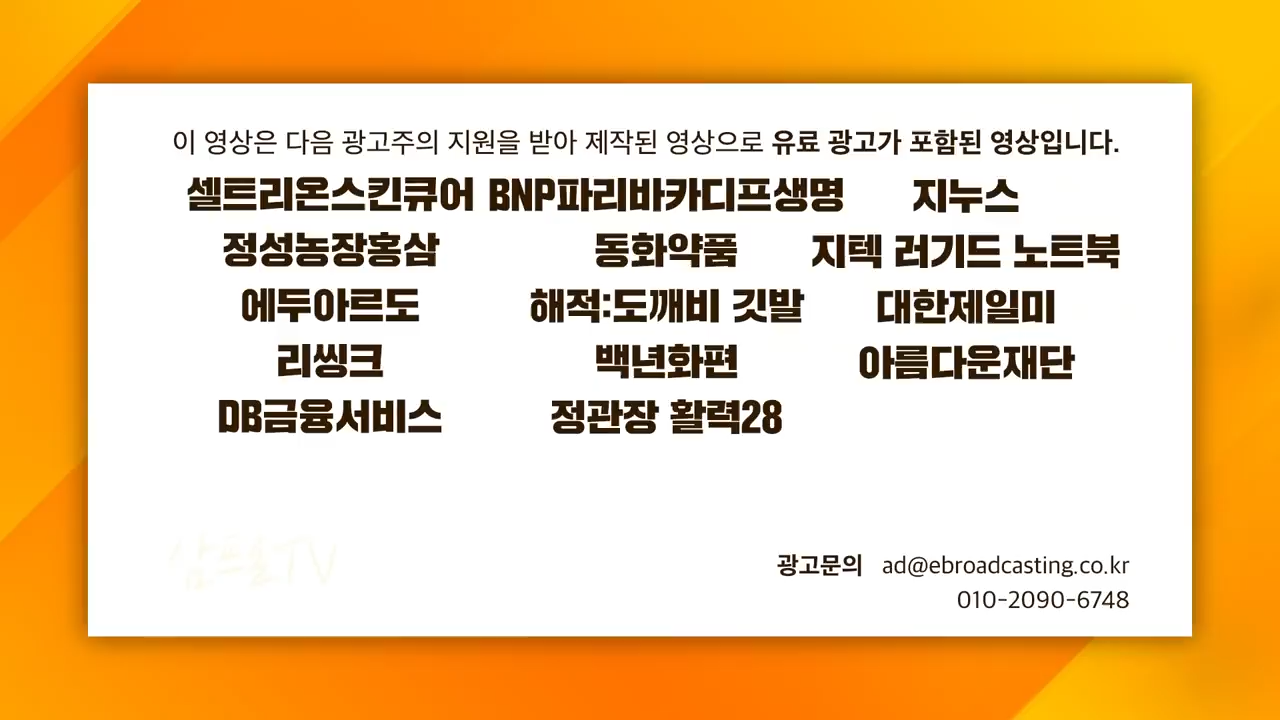 이 영상은 다음 광고주의 지원을 받아 제작된 영상으로 유료 광고가 포함된 영상입니다.
셀트리온스킨큐어 BNP파리바카디프생명 지누스
정성농장홍삼 동화약품 지텍 러기드 노트북
에두아르도 해적:도깨비 깃발 대한제일미
리씽크 백년화편 아름다운재단
DB금융서비스 정관장 활력28
삼프로TV
광고문의 ad@ebroadcasting.co.kr
010-2090-6748